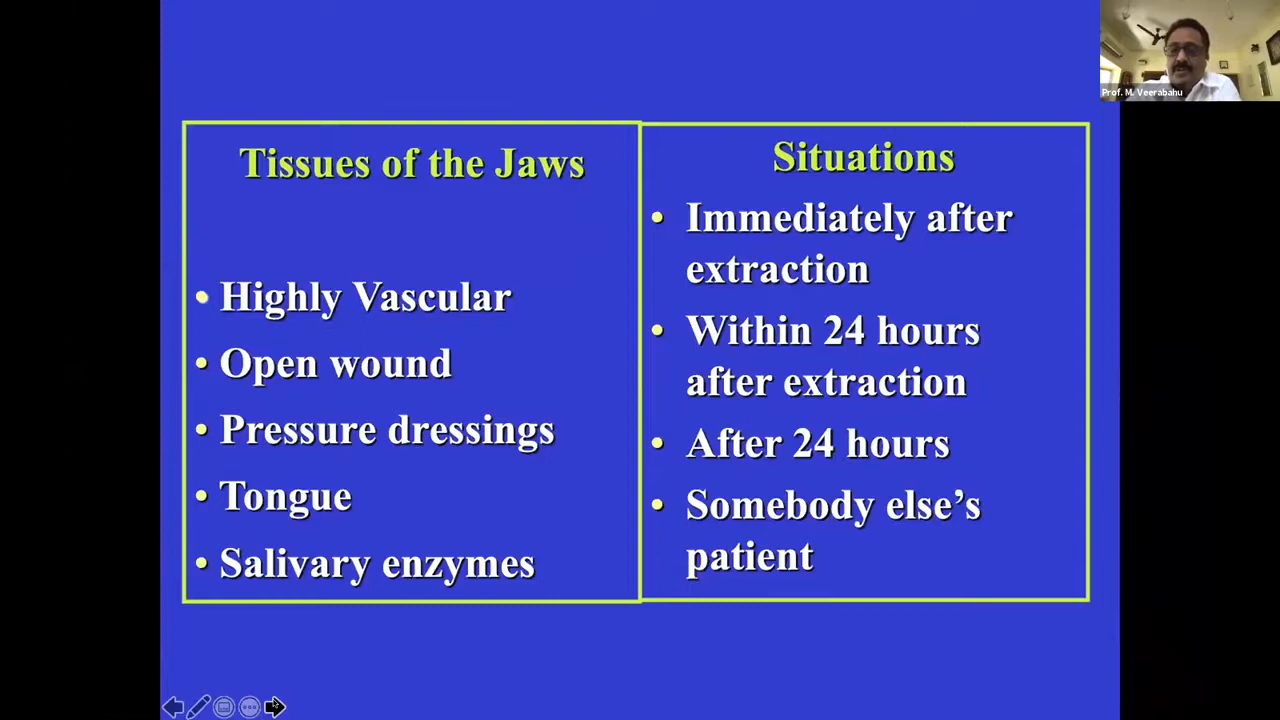 Prof. M. Veerabahu
Tissues of the Jaws
• Highly Vascular
• Open wound
• Pressure dressings
• Tongue
• Salivary enzymes
Situations
• Immediately after
extraction
• Within 24 hours
after extraction
• After 24 hours
• Somebody else’s
patient